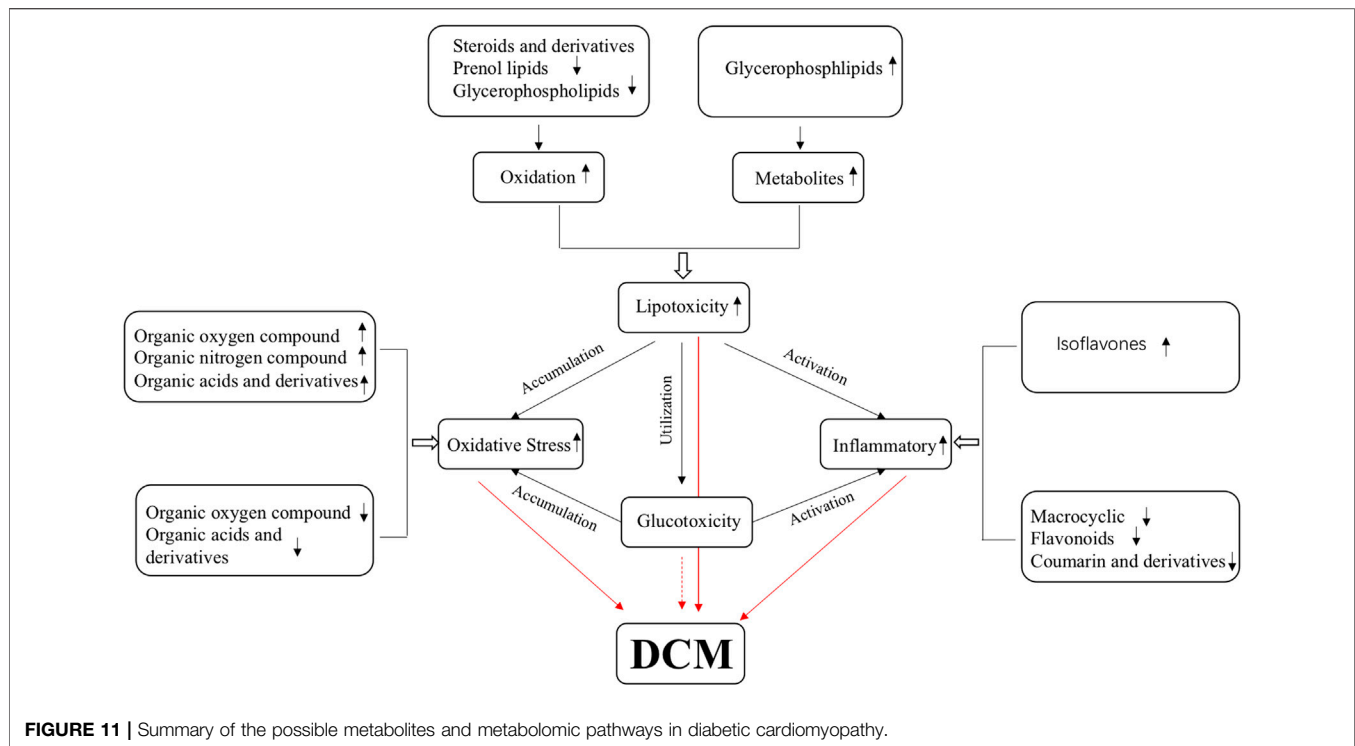 Steroids and derivatives
Prenol lipids ↓
Glycerophospholipids ↓
Glycerophsphlipids ↑
Oxidation ↑
Metabolites ↑
Lipotoxicity ↑
Organic oxygen compound ↑
Organic nitrogen compound ↑
Organic acids and derivatives ↑
Isoflavones ↑
Accumulation
Utilization
Activation
Oxidative Stress ↑
Inflammatory ↑
Accumulation
Glucotoxicity
Activation
Organic oxygen compound ↓
Organic acids and
derivatives ↓
Macrocyclic ↓
Flavonoids ↓
Coumarin and derivatives ↓
DCM
FIGURE 11 | Summary of the possible metabolites and metabolomic pathways in diabetic cardiomyopathy.